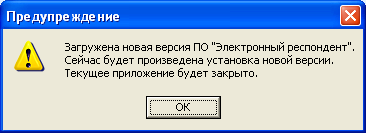 Предупреждение
Загружена новая версия ПО "Электронный респондент".
Сейчас будет произведена установка новой версии.
Текущее приложение будет закрыто.
OK